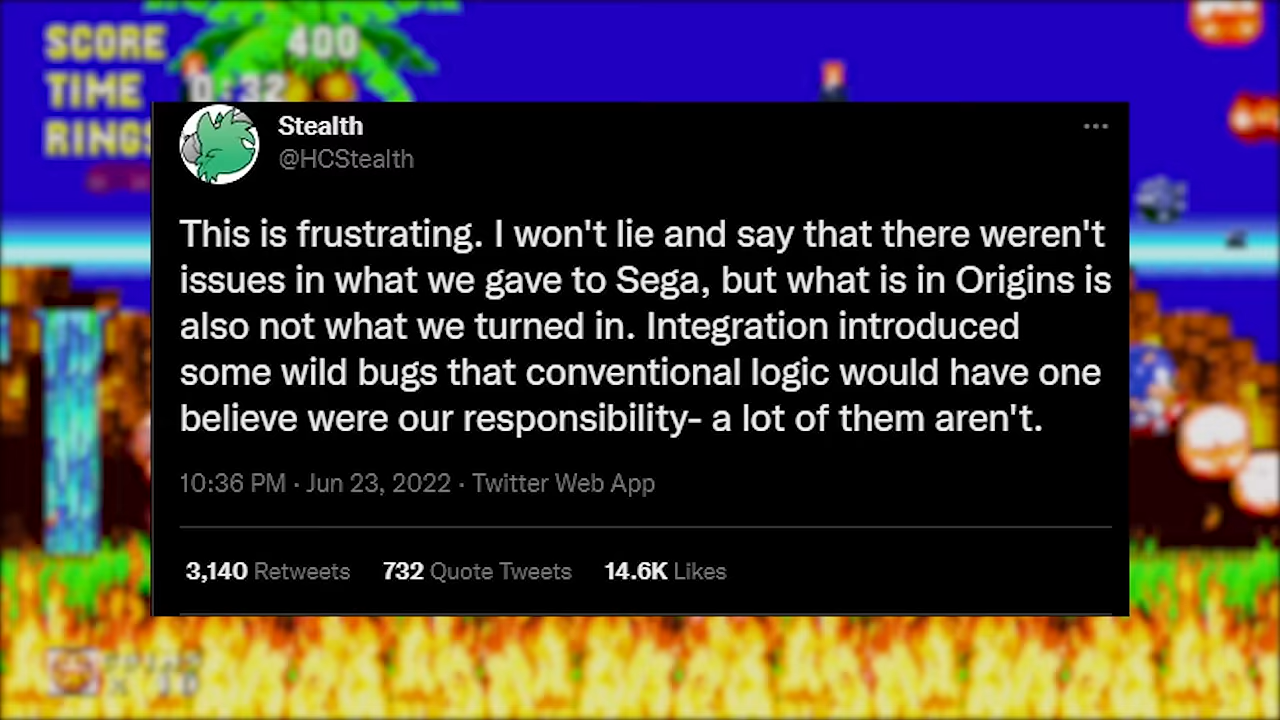 SCORE 400
TIME 0:32
RINGS
Stealth
@HCStealth
This is frustrating. I won't lie and say that there weren't
issues in what we gave to Sega, but what is in Origins is
also not what we turned in. Integration introduced
some wild bugs that conventional logic would have one
believe were our responsibility- a lot of them aren't.
10:36 PM · Jun 23, 2022 · Twitter Web App
3,140 Retweets 732 Quote Tweets 14.6K Likes